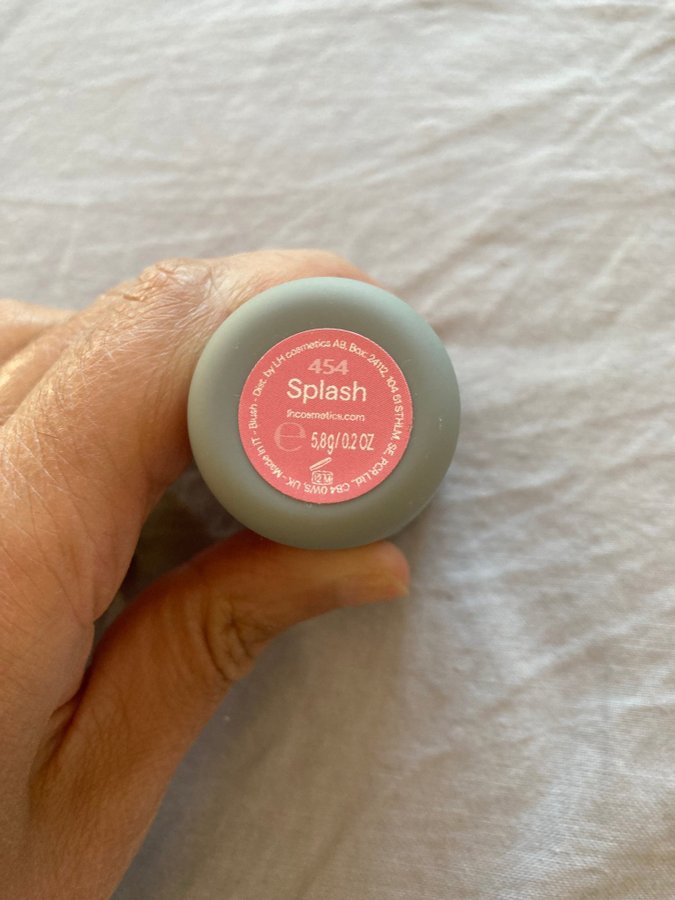 Made in IT - Blush - Dist. by LH cosmetics AB, Box: 24112, 104 51 STHLM. SE. PCR Ltd., CB4 0WS, UK -
454
Splash
lhcosmetics.com
e 5,8g/0.2 OZ
12 M